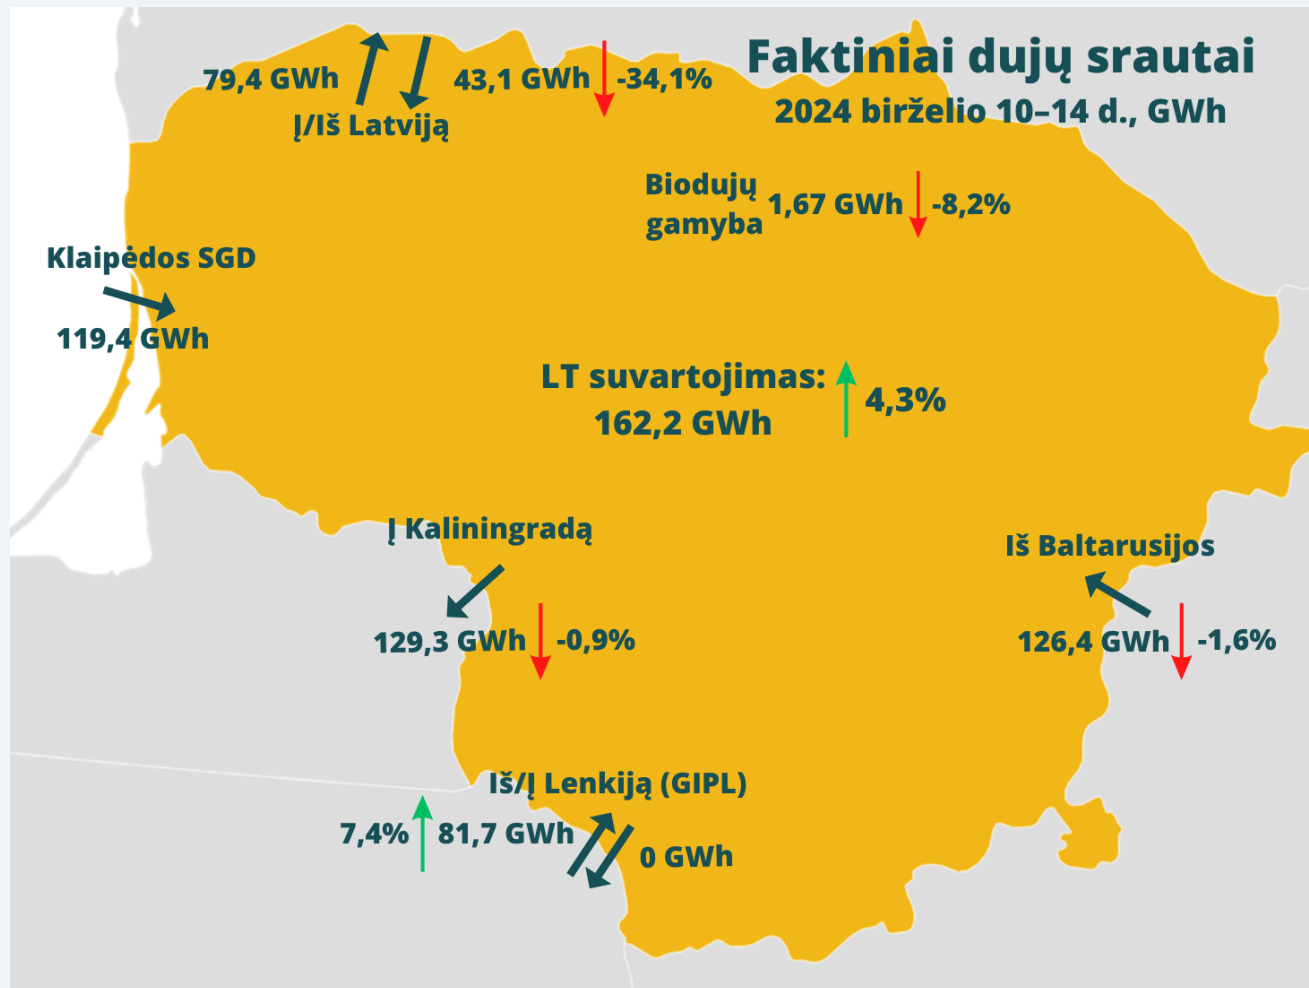 Faktiniai dujų srautai
2024 birželio 10–14 d., GWh
79,4 GWh
43,1 GWh
-34,1%
Į/Iš Latviją
Biodujų
gamyba
1,67 GWh
-8,2%
Klaipėdos SGD
119,4 GWh
LT suvartojimas:
162,2 GWh
4,3%
Į Kaliningradą
129,3 GWh
-0,9%
Iš Baltarusijos
126,4 GWh
-1,6%
Iš/Į Lenkiją (GIPL)
7,4%
81,7 GWh
0 GWh